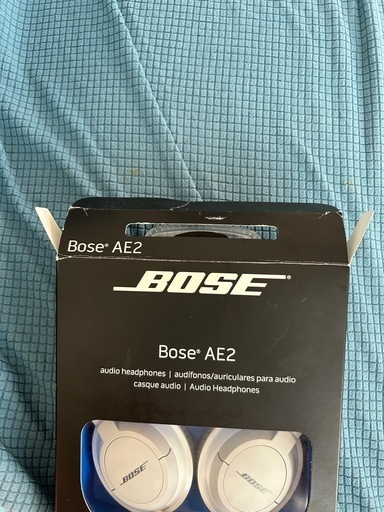 Bose® AE2
BOSE®
Bose® AE2
audio headphones | audífonos/auriculares para audio
casque audio | Audio Headphones
BOSE
BOSE